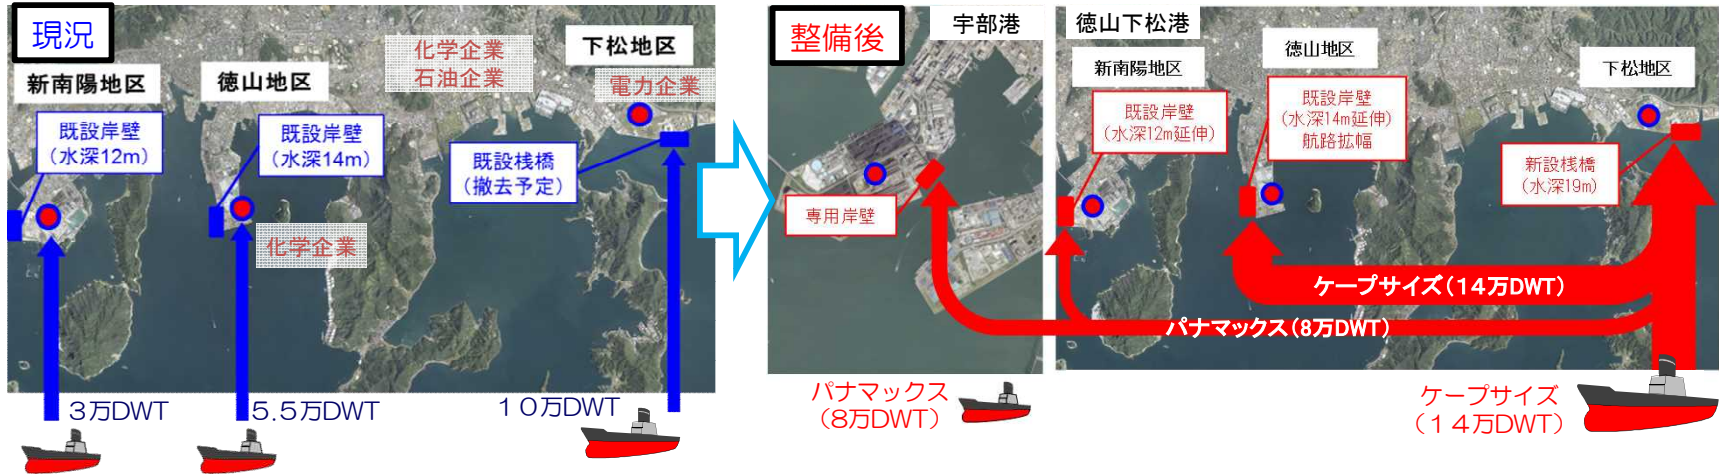 現況
新南陽地区
既設岸壁
（水深12m）
徳山地区
既設岸壁
（水深14m）
化学企業
石油企業
下松地区
電力企業
既設桟橋
（撤去予定）
化学企業
3万DWT
5.5万DWT
10万DWT
整備後
宇部港
専用岸壁
パナマックス
（8万DWT）
徳山下松港
新南陽地区
既設岸壁
（水深12m延伸）
徳山地区
既設岸壁
（水深14m延伸）
航路拡幅
下松地区
新設桟橋
（水深19m）
ケープサイズ（14万DWT）
パナマックス（8万DWT）
ケープサイズ
（14万DWT）